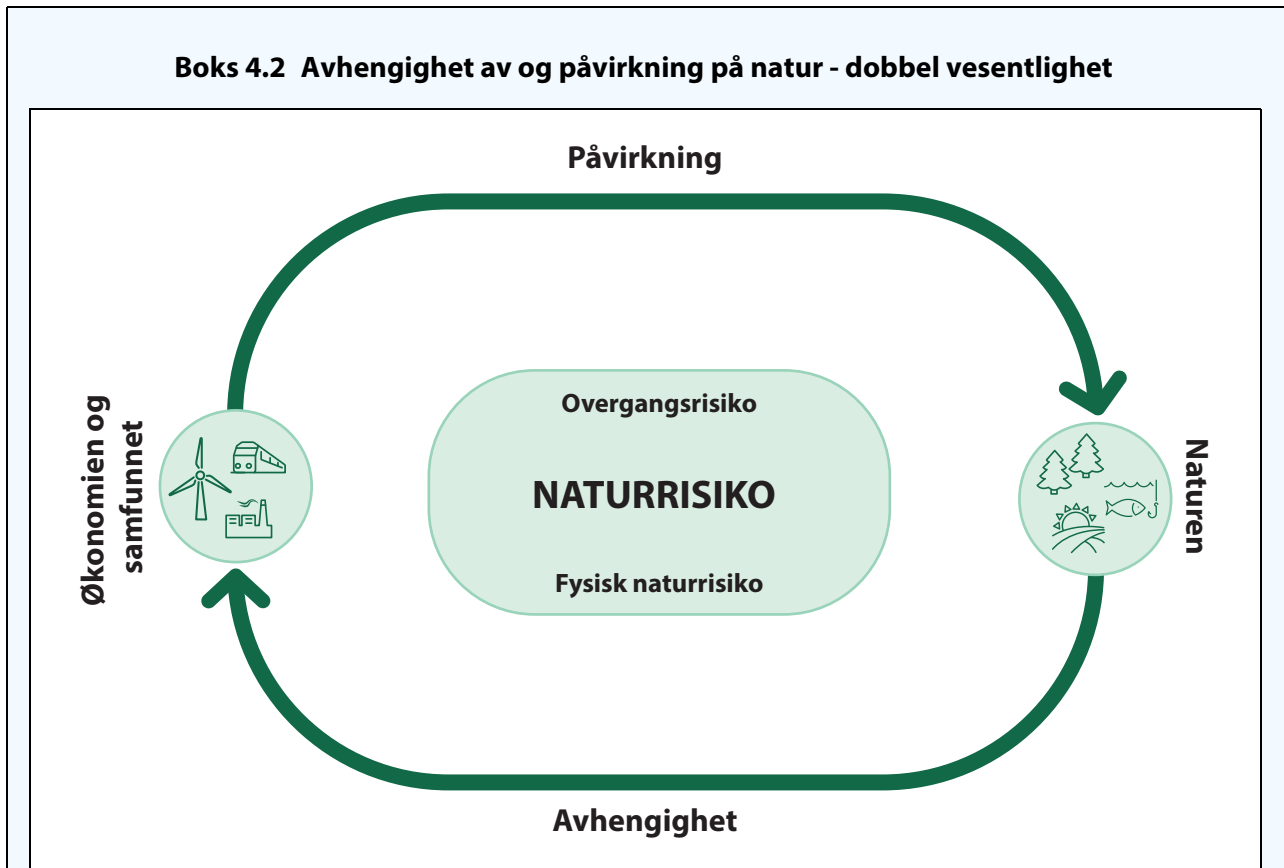 Boks 4.2 Avhengighet av og påvirkning på natur - dobbel vesentlighet
Påvirkning
Økonomien og
samfunnet
Overgangsrisiko
NATURRISIKO
Fysisk naturrisiko
Naturen
Avhengighet